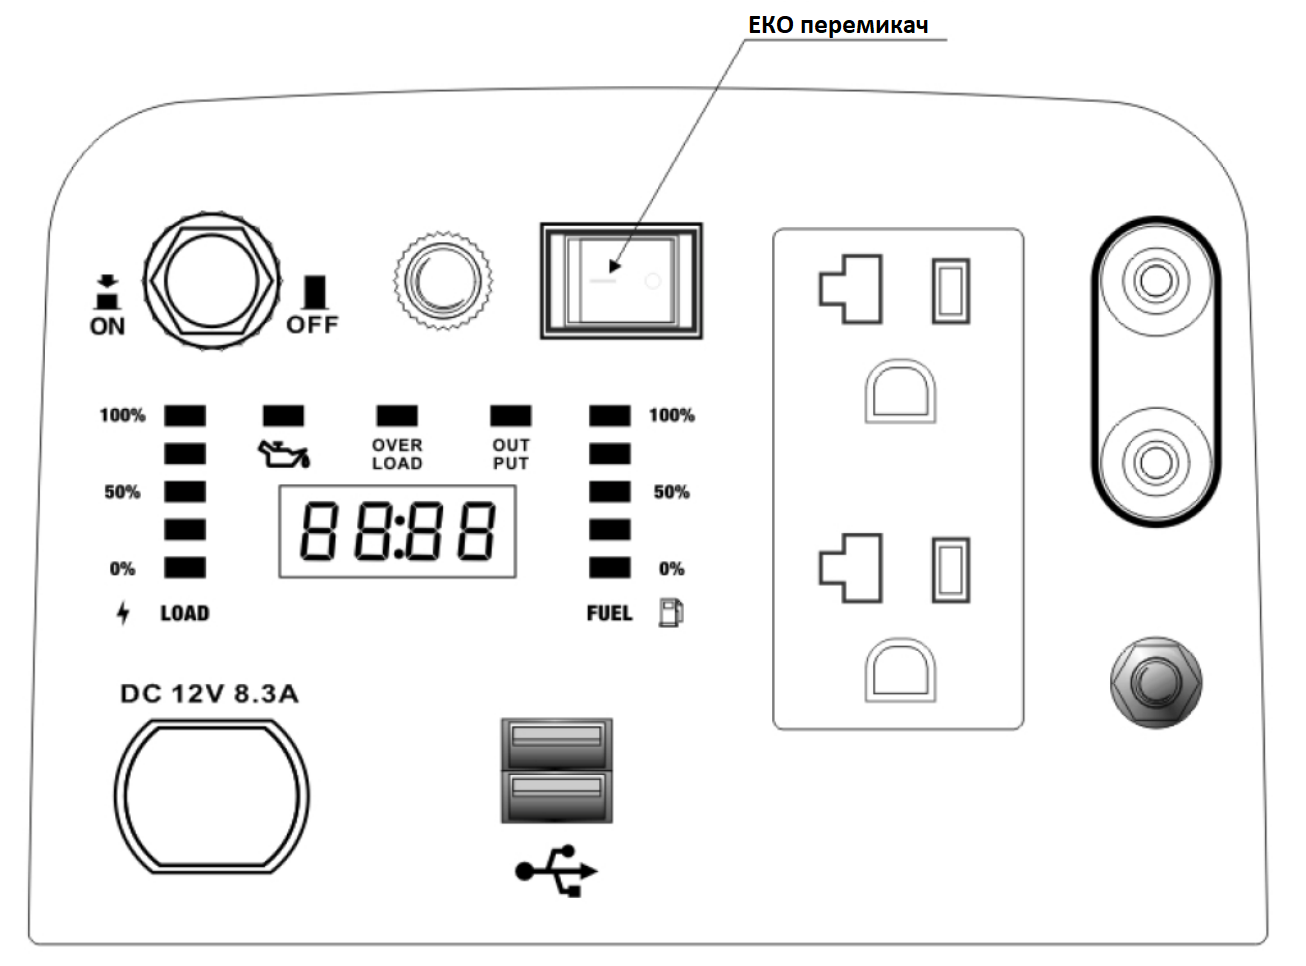 ЕКО перемикач
ON
OFF
100%
50%
0%
LOAD
OVER
LOAD
OUT
PUT
88:88
100%
50%
0%
FUEL
DC 12V 8.3A